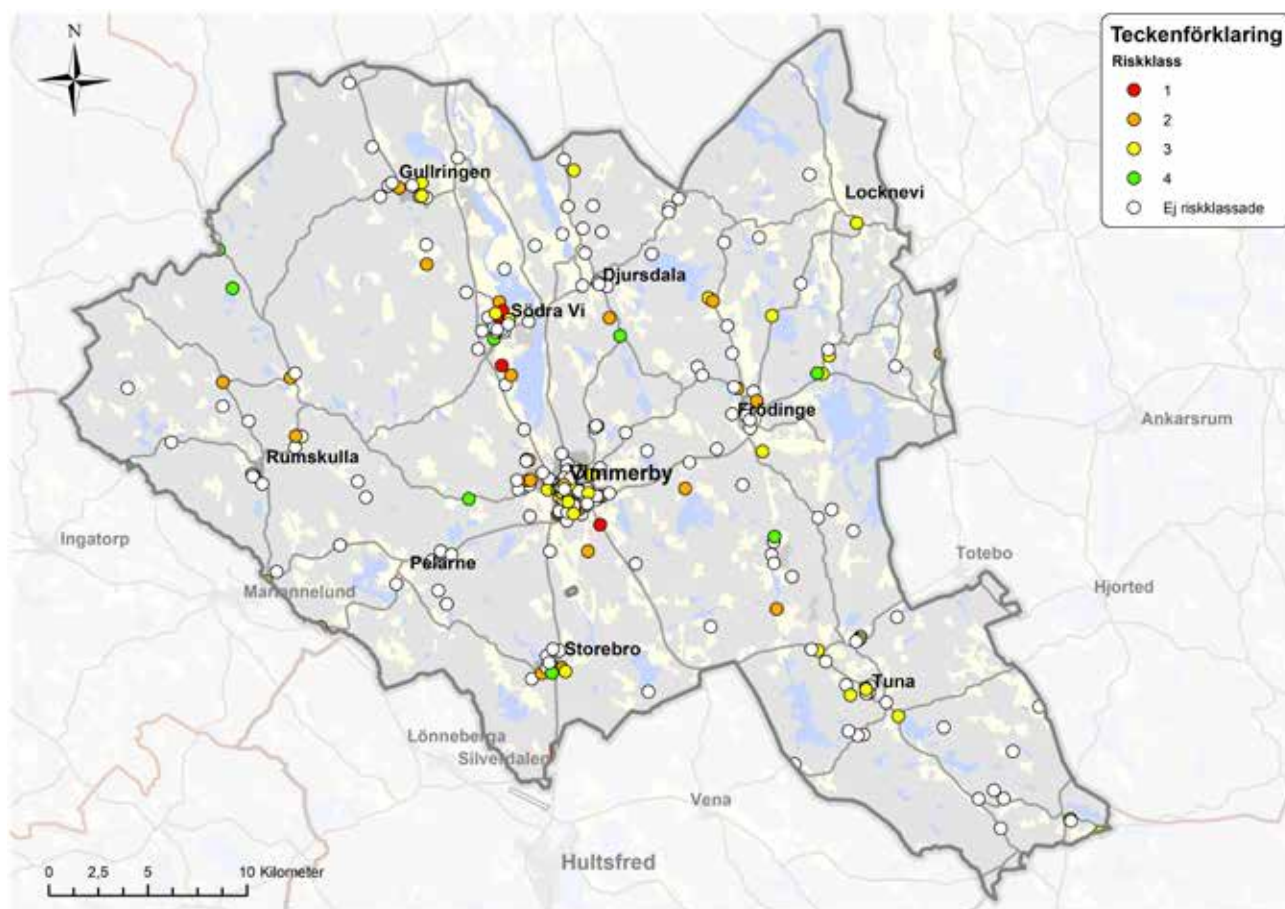 N
Teckenförklaring
Riskklass
1
2
3
4
Ej riskklassade
Gullringen
Locknevi
Djursdala
Södra Vi
Ankarsrum
Frödinge
Rumskulla
Vimmerby
Ingatorp
Totebo
Pelarne
Mariannelund
Hjorted
Storebro
Tuna
Lönneberga
Silverdalen
Vena
Hultsfred
0 2,5 5 10 Kilometer